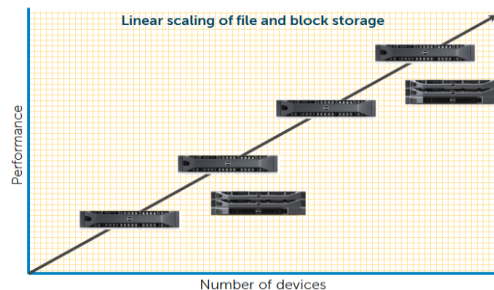 Linear scaling of file and block storage
Performance
Number of devices